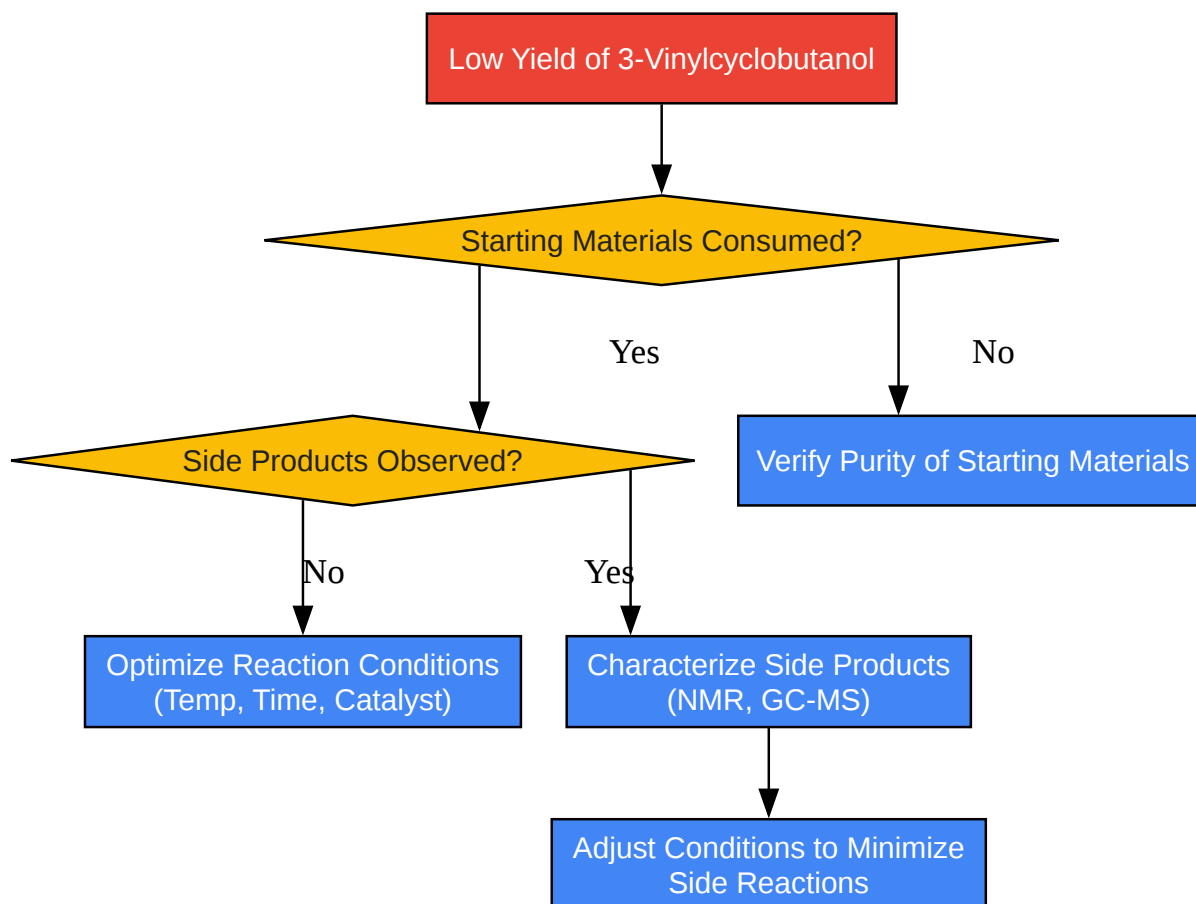 Low Yield of 3-Vinylcyclobutanol
Starting Materials Consumed?
Yes
No
Side Products Observed?
Verify Purity of Starting Materials
No
Yes
Optimize Reaction Conditions
(Temp, Time, Catalyst)
Characterize Side Products
(NMR, GC-MS)
Adjust Conditions to Minimize
Side Reactions